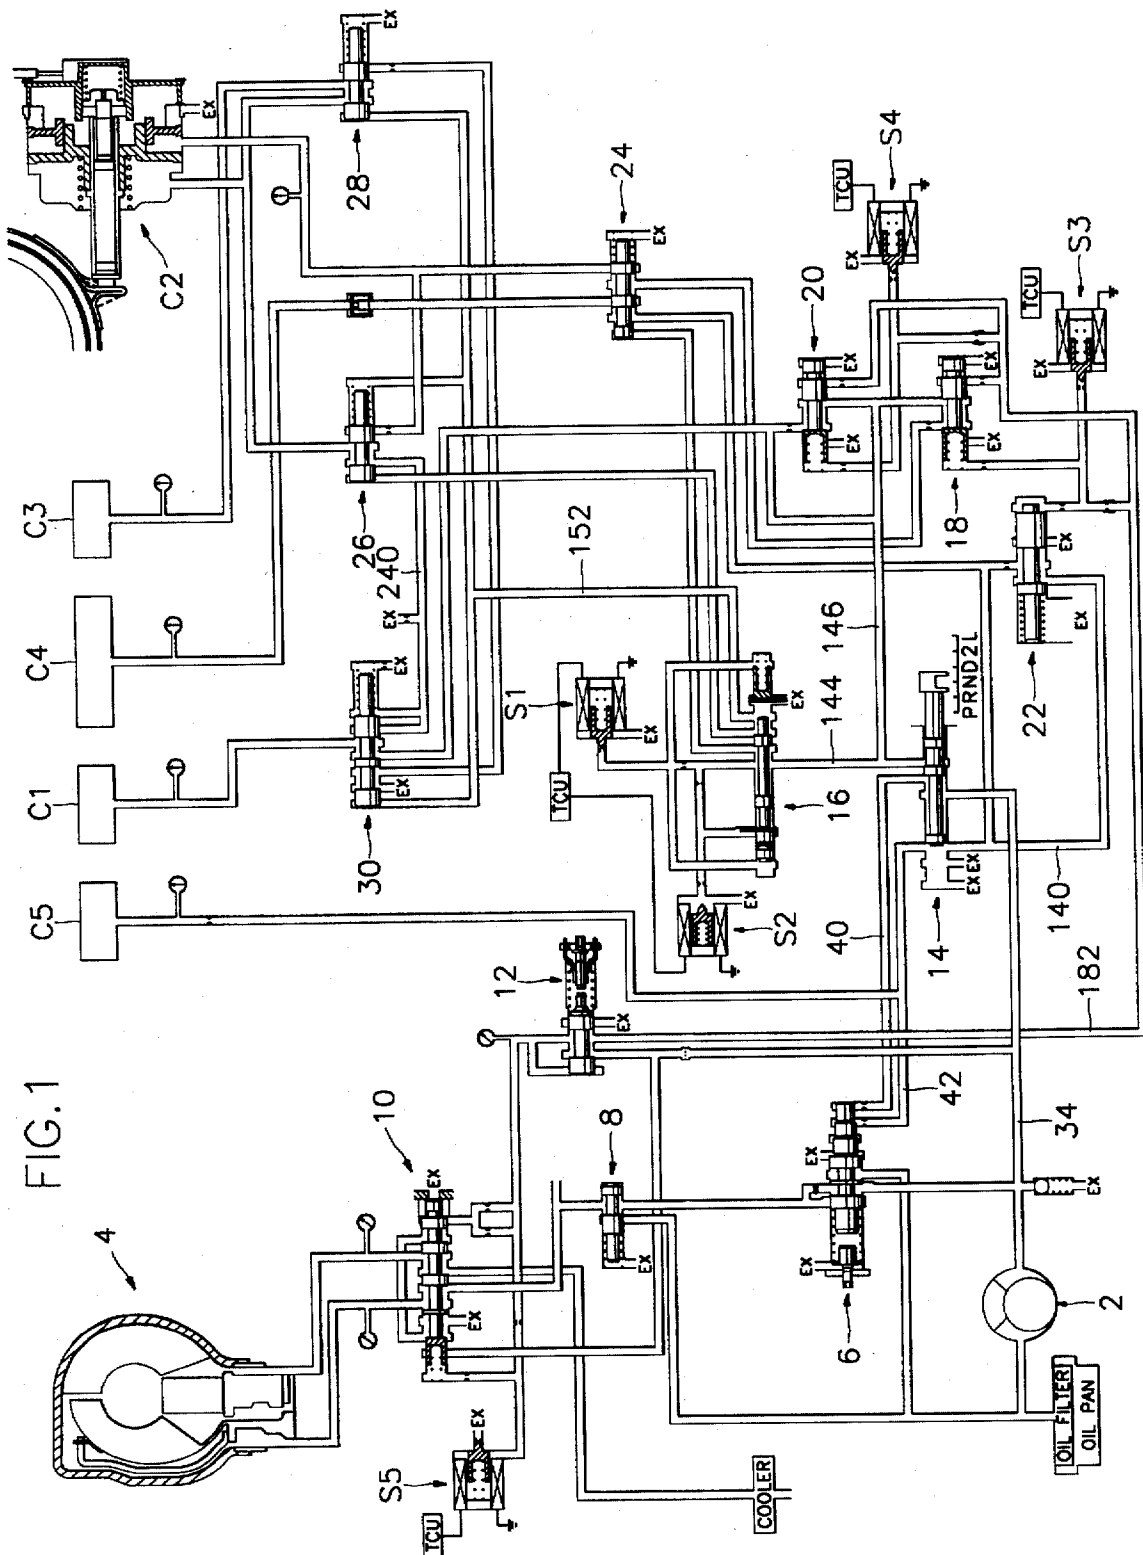 FIG.1
4
10
8
6
2
12
S5
TCU
EX
EX
EX
EX
EX
EX
EX
EX
COOLER
OIL FILTER
OIL PAN
34
42
182
40
14
140
EX
EX
EX
C5
C1
C4
C3
C2
EX
EX
28
26
240
EX
EX
EX
30
152
24
EX
S1
TCU
EX
S2
EX
16
EX
144
146
PRND2L
22
EX
EX
20
EX
EX
18
EX
EX
TCU
S4
EX
TCU
S3
EX